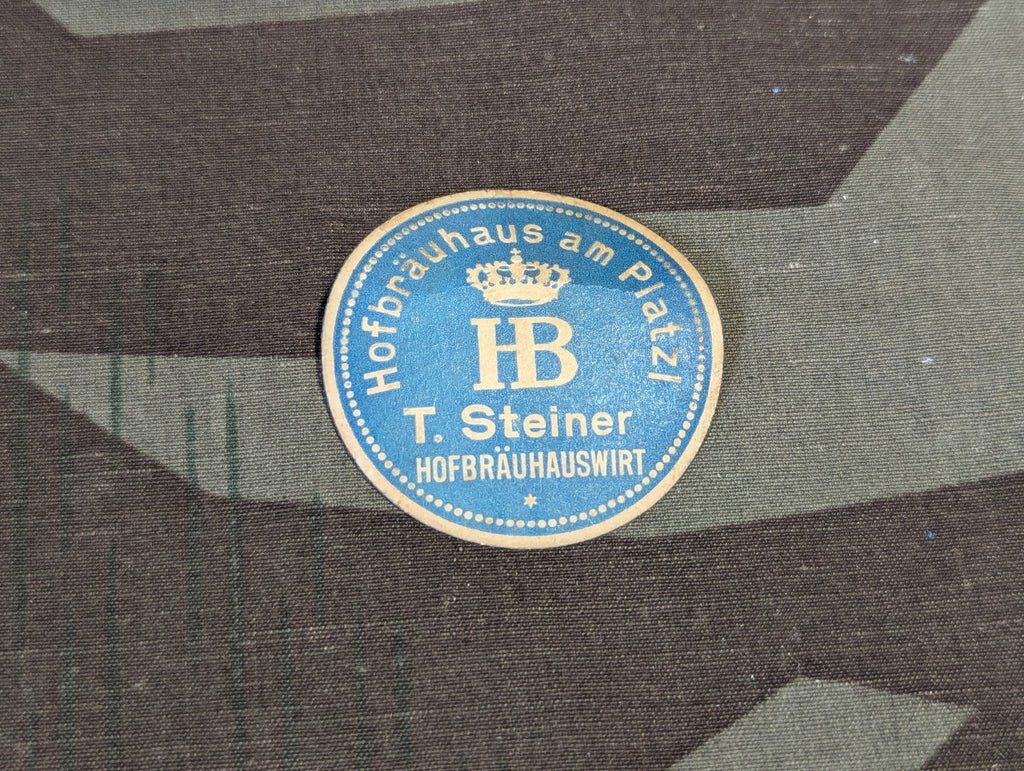 Hofbräuhaus am Platzl
HB
T. Steiner
HOFBRÄUHAUSWIRT